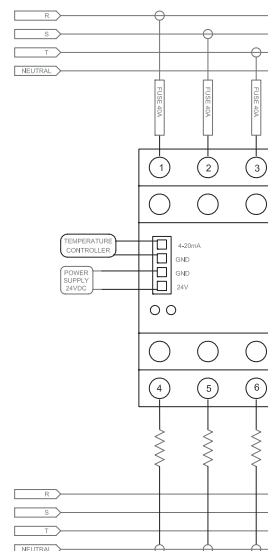 R
S
T
NEUTRAL
FUSE 40A
FUSE 40A
FUSE 40A
1
2
3
TEMPERATURE
CONTROLLER
4-20mA
GND
POWER
SUPPLY
24VDC
GND
24V
4
5
6
R
S
T
NEUTRAL